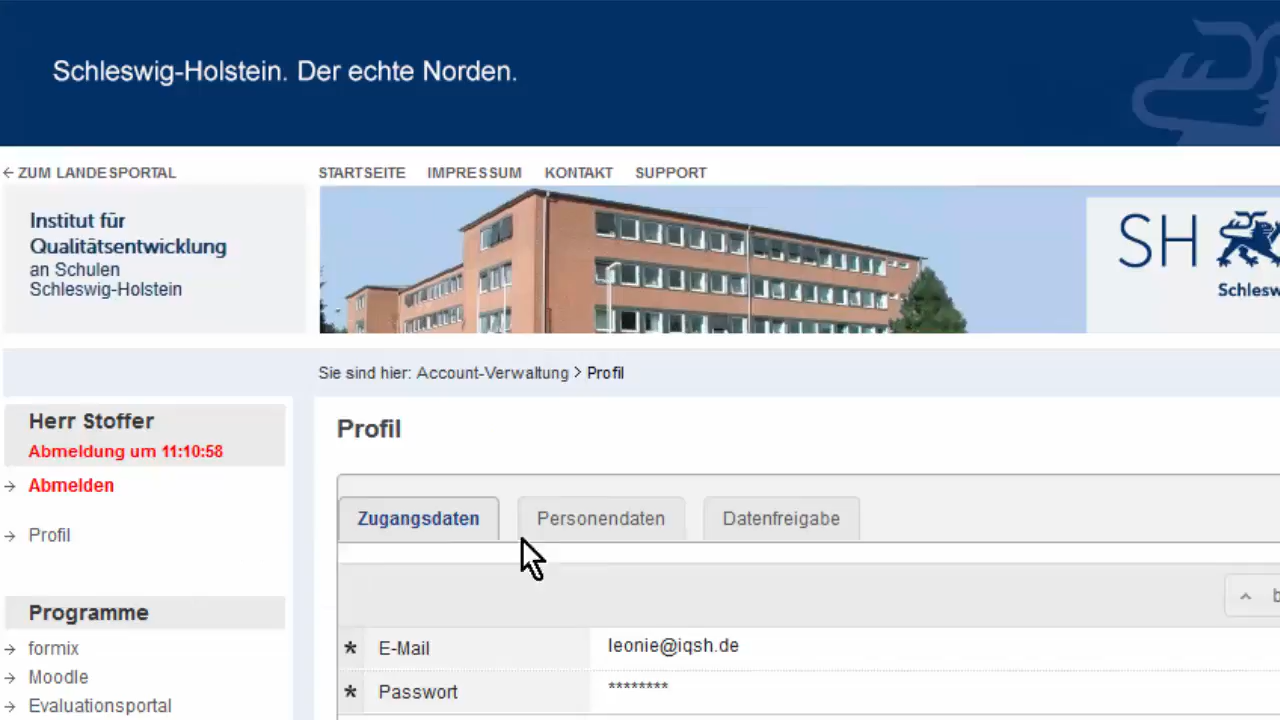 Schleswig-Holstein. Der echte Norden.
← ZUM LANDESPORTAL
STARTSEITE IMPRESSUM KONTAKT SUPPORT
Institut für
Qualitätsentwicklung
an Schulen
Schleswig-Holstein
SH
Schlesw
Sie sind hier: Account-Verwaltung > Profil
Herr Stoffer
Abmeldung um 11:10:58
→ Abmelden
→ Profil
Programme
→ formix
→ Moodle
→ Evaluationsportal
Profil
Zugangsdaten Personendaten Datenfreigabe
b
* E-Mail leonie@iqsh.de
* Passwort ********